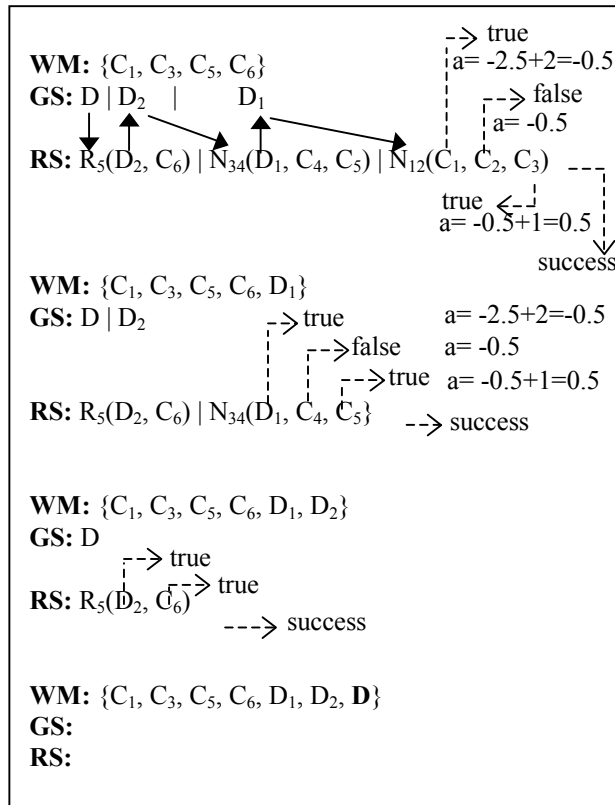 true
WM: {C₁, C₃, C₅, C₆} a= -2.5+2=-0.5
GS: D | D₂ | D₁ false
a= -0.5
RS: R₅(D₂, C₆) | N₃₄(D₁, C₄, C₅) | N₁₂(C₁, C₂, C₃)
true
a= -0.5+1=0.5
success
WM: {C₁, C₃, C₅, C₆, D₁}
GS: D | D₂ true a= -2.5+2=-0.5
false a= -0.5
true a= -0.5+1=0.5
RS: R₅(D₂, C₆) | N₃₄(D₁, C₄, C₅} success
WM: {C₁, C₃, C₅, C₆, D₁, D₂}
GS: D
true
true
RS: R₅(D₂, C₆)
success
WM: {C₁, C₃, C₅, C₆, D₁, D₂, D}
GS:
RS: